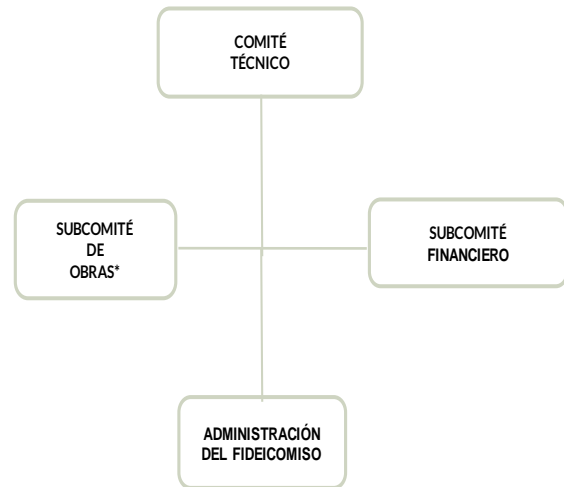 COMITÉ
TÉCNICO
SUBCOMITÉ
DE
OBRAS*
SUBCOMITÉ
FINANCIERO
ADMINISTRACIÓN
DEL FIDEICOMISO